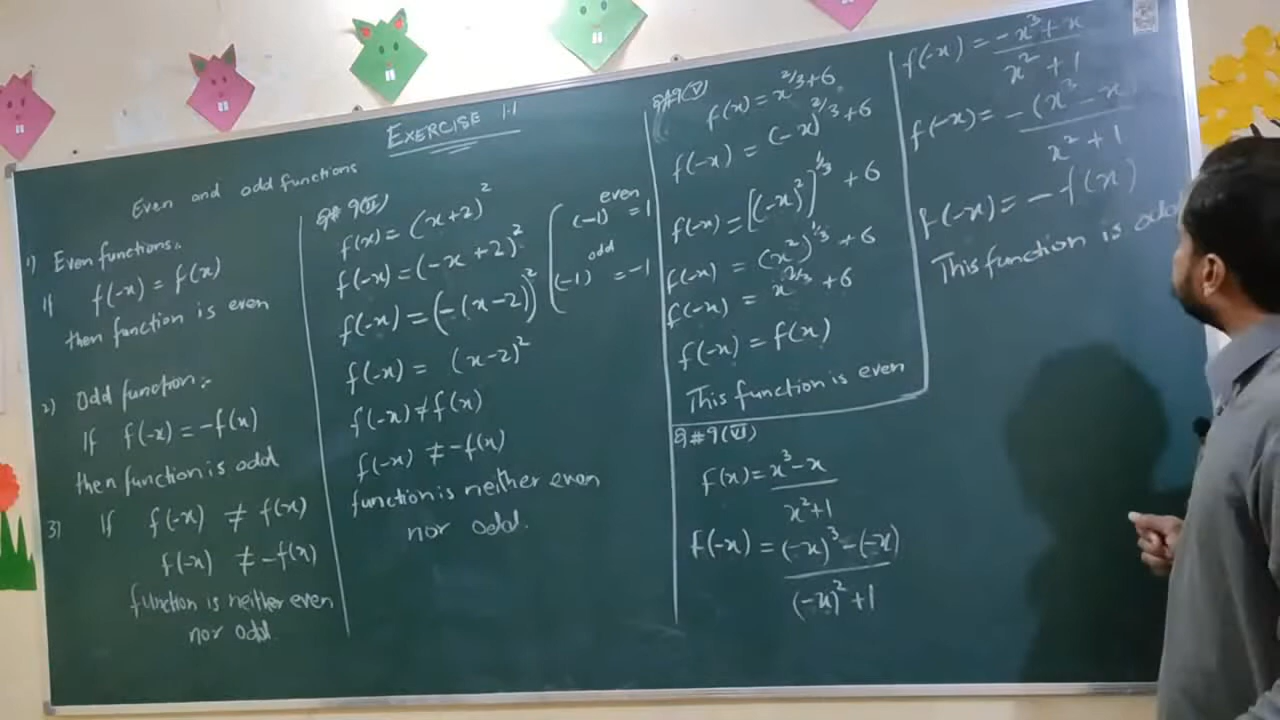 EXERCISE 1.1
Even and odd functions
1) Even functions:-
If f(-x) = f(x)
then function is even
2) Odd function:-
If f(-x) = -f(x)
then function is odd
3) If f(-x) ≠ f(x)
f(-x) ≠ -f(x)
function is neither even
nor odd.
Q# 9(II)
f(x) = (x+2)²
f(-x) = (-x+2)²
f(-x) = (-(x-2))²
f(-x) = (x-2)²
f(-x) ≠ f(x)
f(-x) ≠ -f(x)
function is neither even
nor odd.
(-1)^even = 1
(-1)^odd = -1
Q#9(V)
f(x) = x^2/3 + 6
f(-x) = (-x)^2/3 + 6
f(-x) = [(-x)²]^1/3 + 6
f(-x) = (x²)^1/3 + 6
f(-x) = x^2/3 + 6
f(-x) = f(x)
This function is even
Q#9(VI)
f(x) = x³-x / x²+1
f(-x) = (-x)³-(-x) / (-x)²+1
f(-x) = -x³+x / x²+1
f(-x) = -(x³-x / x²+1
f(-x) = -f(x)
This function is odd